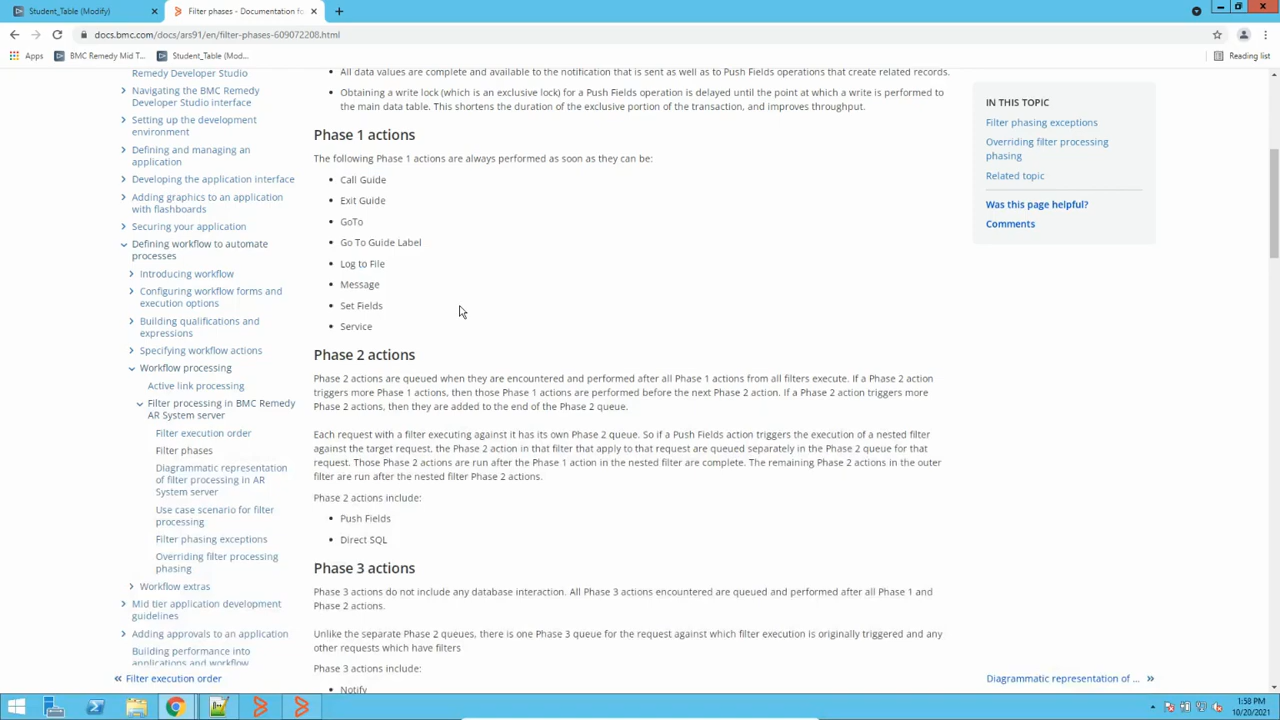 Student_Table (Modify)
Filter phases - Documentation fo
docs.bmc.com/docs/ars91/en/filter-phases-609072208.html
Apps
BMC Remedy Mid T...
Student_Table (Mod...
Reading list
Remedy Developer Studio
Navigating the BMC Remedy
Developer Studio interface
Setting up the development
environment
Defining and managing an
application
Developing the application interface
Adding graphics to an application
with flashboards
Securing your application
Defining workflow to automate
processes
Introducing workflow
Configuring workflow forms and
execution options
Building qualifications and
expressions
Specifying workflow actions
Workflow processing
Active link processing
Filter processing in BMC Remedy
AR System server
Filter execution order
Filter phases
Diagrammatic representation
of filter processing in AR
System server
Use case scenario for filter
processing
Filter phasing exceptions
Overriding filter processing
phasing
Workflow extras
Mid tier application development
guidelines
Adding approvals to an application
Building performance into
applications and workflow
« Filter execution order
• All data values are complete and available to the notification that is sent as well as to Push Fields operations that create related records.
• Obtaining a write lock (which is an exclusive lock) for a Push Fields operation is delayed until the point at which a write is performed to
the main data table. This shortens the duration of the exclusive portion of the transaction, and improves throughput.
Phase 1 actions
The following Phase 1 actions are always performed as soon as they can be:
• Call Guide
• Exit Guide
• GoTo
• Go To Guide Label
• Log to File
• Message
• Set Fields
• Service
Phase 2 actions
Phase 2 actions are queued when they are encountered and performed after all Phase 1 actions from all filters execute. If a Phase 2 action
triggers more Phase 1 actions, then those Phase 1 actions are performed before the next Phase 2 action. If a Phase 2 action triggers more
Phase 2 actions, then they are added to the end of the Phase 2 queue.
Each request with a filter executing against it has its own Phase 2 queue. So if a Push Fields action triggers the execution of a nested filter
against the target request, the Phase 2 action in that filter that apply to that request are queued separately in the Phase 2 queue for that
request. Those Phase 2 actions are run after the Phase 1 action in the nested filter are complete. The remaining Phase 2 actions in the outer
filter are run after the nested filter Phase 2 actions.
Phase 2 actions include:
• Push Fields
• Direct SQL
Phase 3 actions
Phase 3 actions do not include any database interaction. All Phase 3 actions encountered are queued and performed after all Phase 1 and
Phase 2 actions.
Unlike the separate Phase 2 queues, there is one Phase 3 queue for the request against which filter execution is originally triggered and any
other requests which have filters
Phase 3 actions include:
• Notify
IN THIS TOPIC
Filter phasing exceptions
Overriding filter processing
phasing
Related topic
Was this page helpful?
Comments
Diagrammatic representation of ... »
1:58 PM
10/20/2021